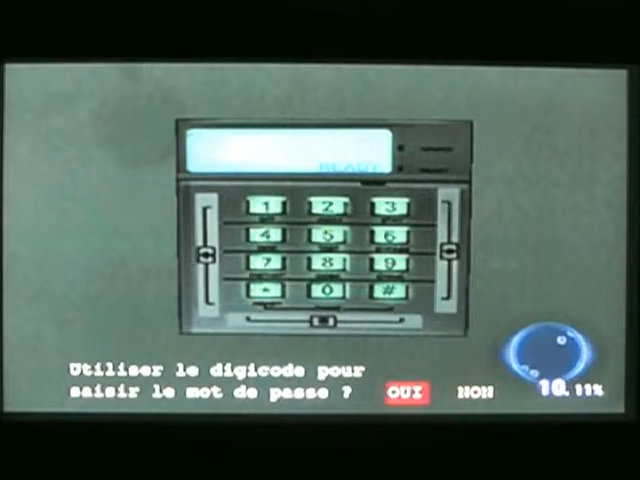 READY
1 2 3
4 5 6
7 8 9
* 0 #
Utiliser le digicode pour
saisir le mot de passe ? OUI NON
10.11%